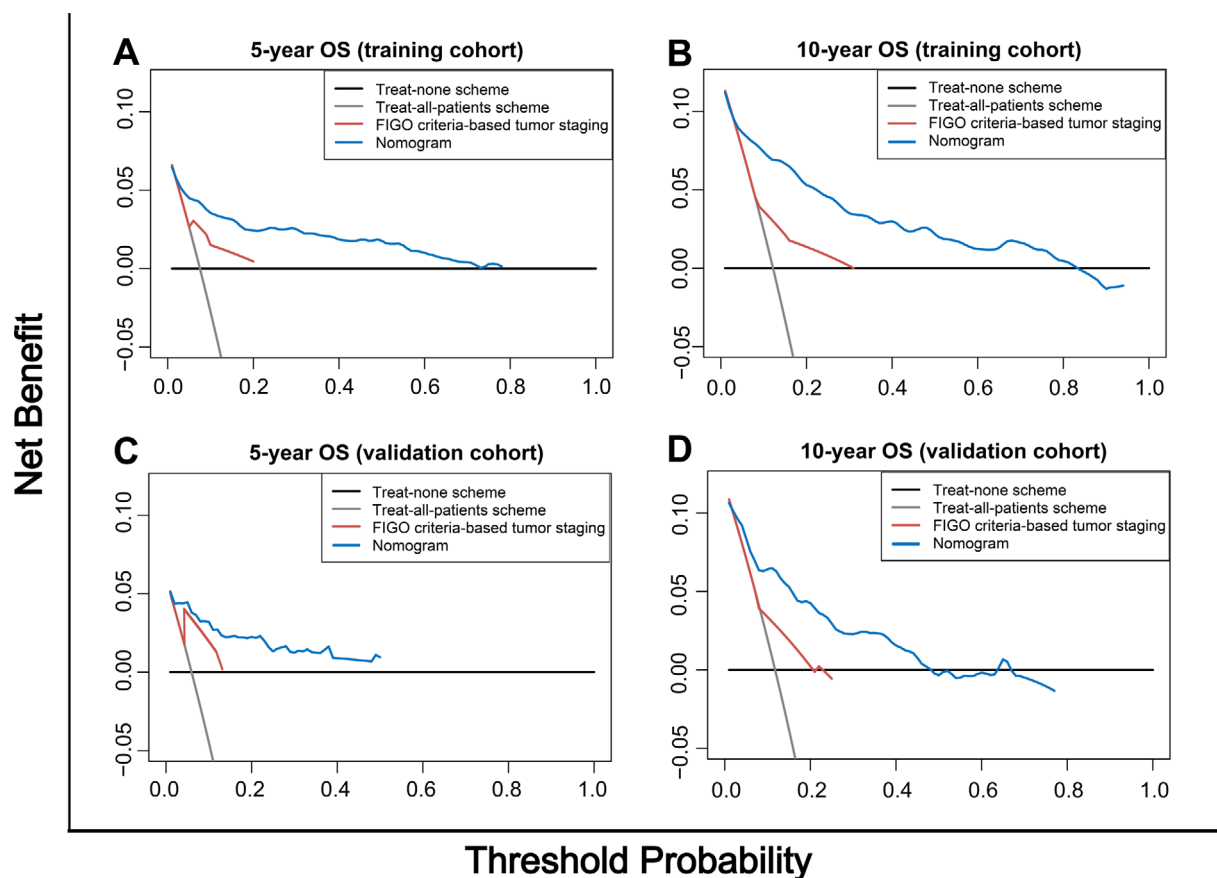 A
5-year OS (training cohort)
Treat-none scheme
Treat-all-patients scheme
FIGO criteria-based tumor staging
Nomogram
0.10
0.05
0.00
−0.05
0.0 0.2 0.4 0.6 0.8 1.0
B
10-year OS (training cohort)
Treat-none scheme
Treat-all-patients scheme
FIGO criteria-based tumor staging
Nomogram
0.10
0.05
0.00
−0.05
0.0 0.2 0.4 0.6 0.8 1.0
C
5-year OS (validation cohort)
Treat-none scheme
Treat-all-patients scheme
FIGO criteria-based tumor staging
Nomogram
0.10
0.05
0.00
−0.05
0.0 0.2 0.4 0.6 0.8 1.0
D
10-year OS (validation cohort)
Treat-none scheme
Treat-all-patients scheme
FIGO criteria-based tumor staging
Nomogram
0.10
0.05
0.00
−0.05
0.0 0.2 0.4 0.6 0.8 1.0
Net Benefit
Threshold Probability